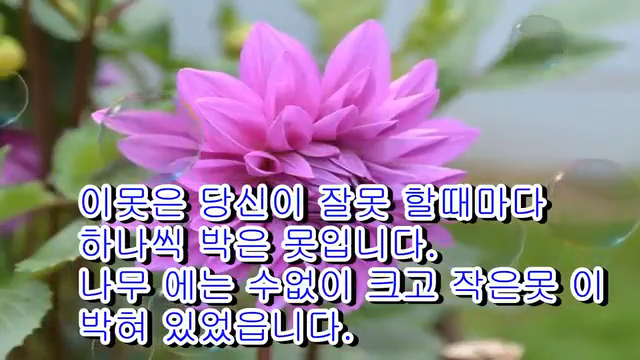 이못은 당신이 잘못 할때마다
하나씩 박은 못입니다.
나무 에는 수없이 크고 작은못 이
박혀 있었읍니다.